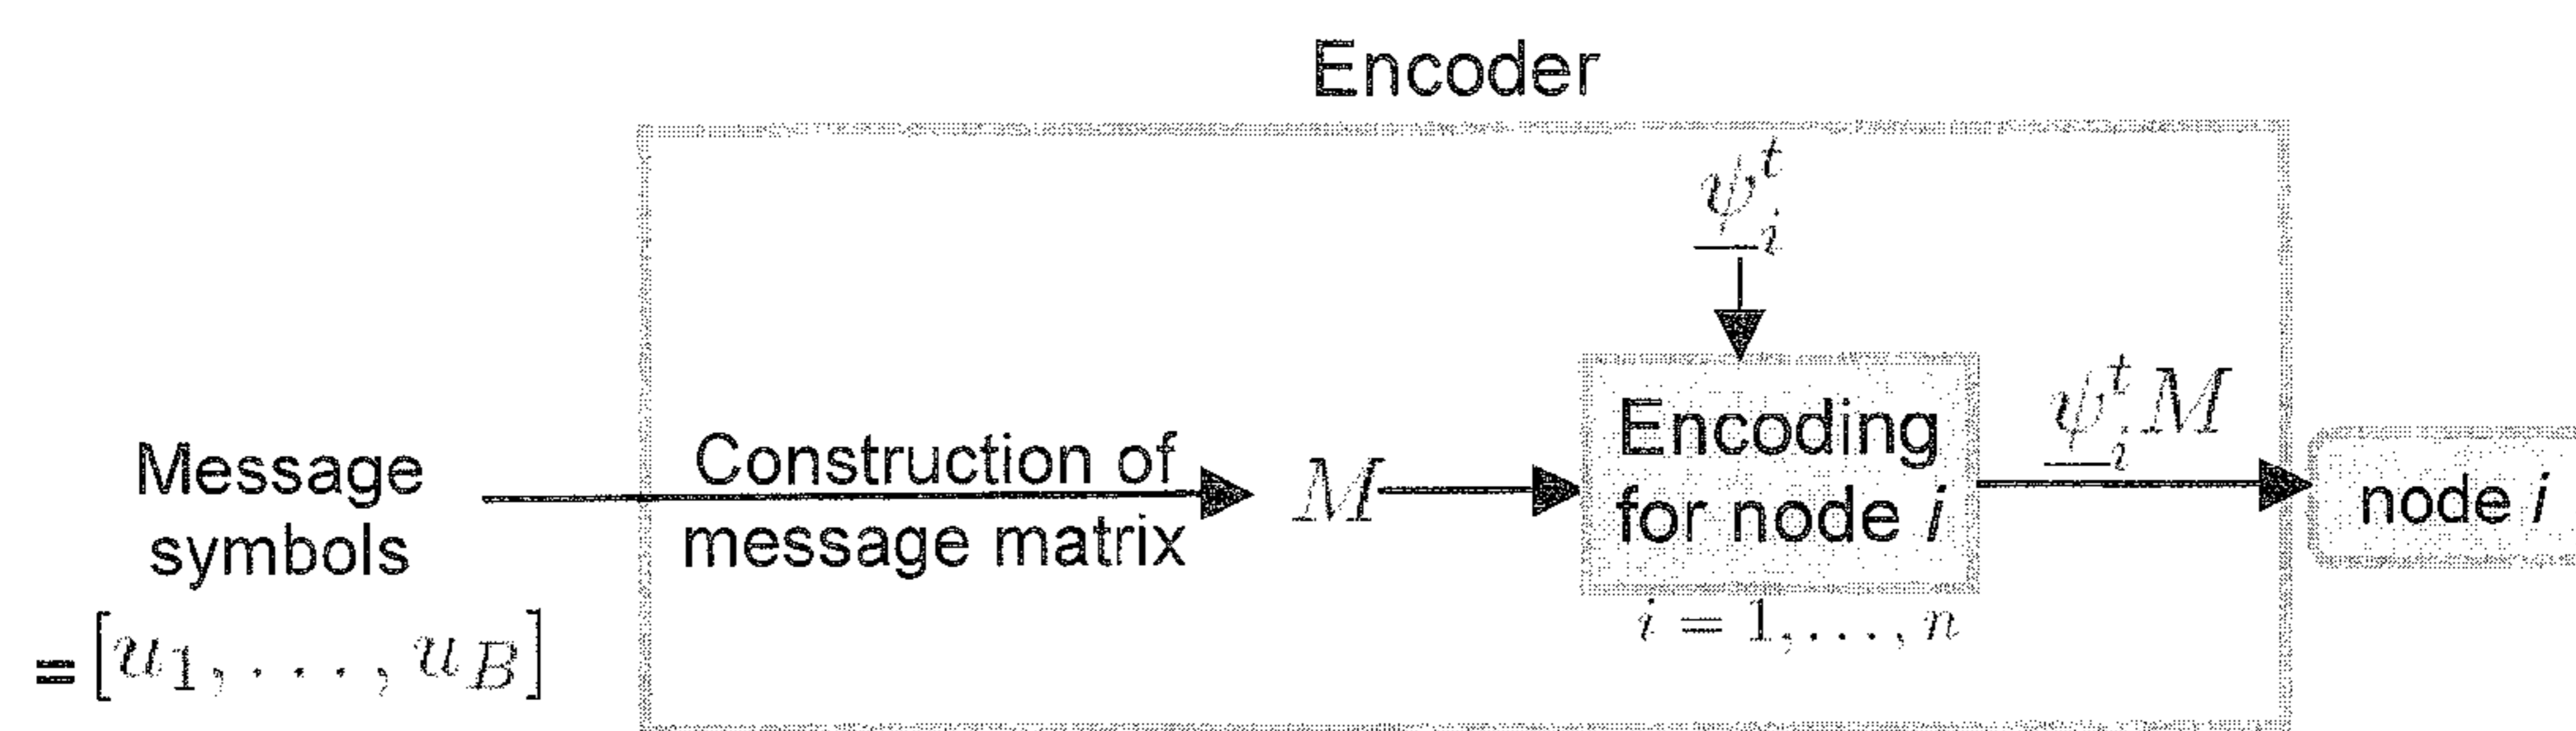 Encoder
ψ_i^t
Message
symbols
= [u_1, . . . , u_B]
Construction of
message matrix
M
Encoding
for node i
i = 1, . . . , n
ψ_i^t M
node i